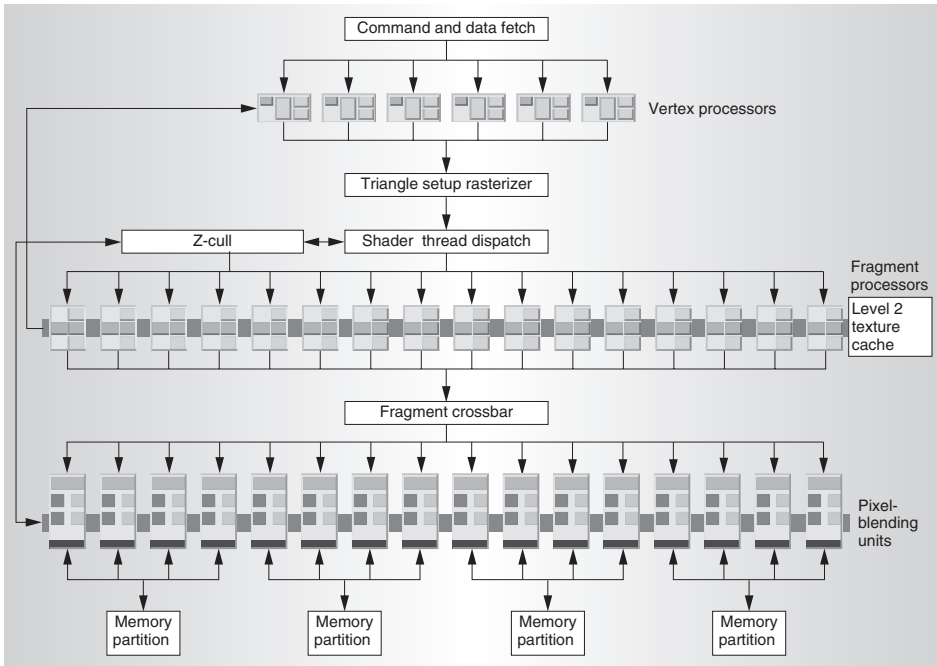 Command and data fetch
Vertex processors
Triangle setup rasterizer
Z-cull
Shader thread dispatch
Fragment
processors
Level 2
texture
cache
Fragment crossbar
Pixel-
blending
units
Memory
partition
Memory
partition
Memory
partition
Memory
partition